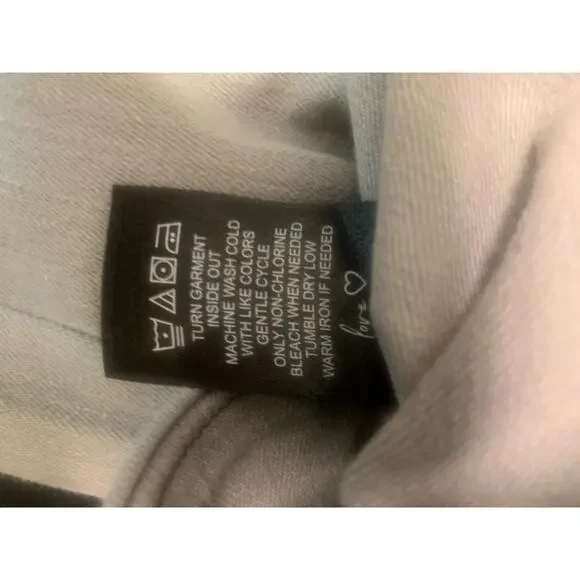 TURN GARMENT
INSIDE OUT
MACHINE WASH COLD
WITH LIKE COLORS
GENTLE CYCLE
ONLY NON-CHLORINE
BLEACH WHEN NEEDED
TUMBLE DRY LOW
WARM IRON IF NEEDED
love